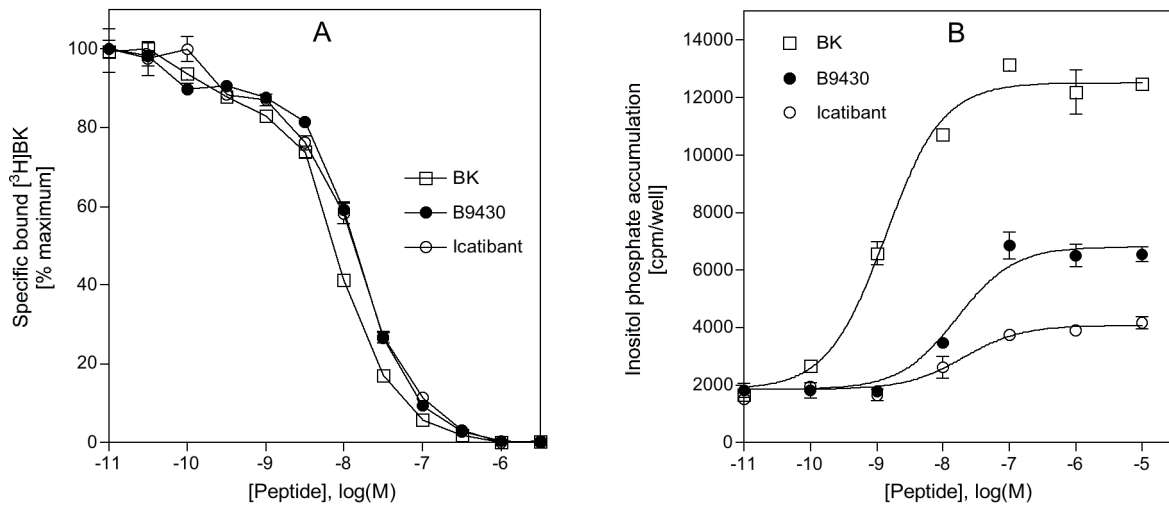 A
Specific bound [³H]BK
[% maximum]
100
80
60
40
20
0
BK
B9430
Icatibant
-11
-10
-9
-8
-7
-6
[Peptide], log(M)
B
Inositol phosphate accumulation
[cpm/well]
14000
12000
10000
8000
6000
4000
2000
0
BK
B9430
Icatibant
-11
-10
-9
-8
-7
-6
-5
[Peptide], log(M)